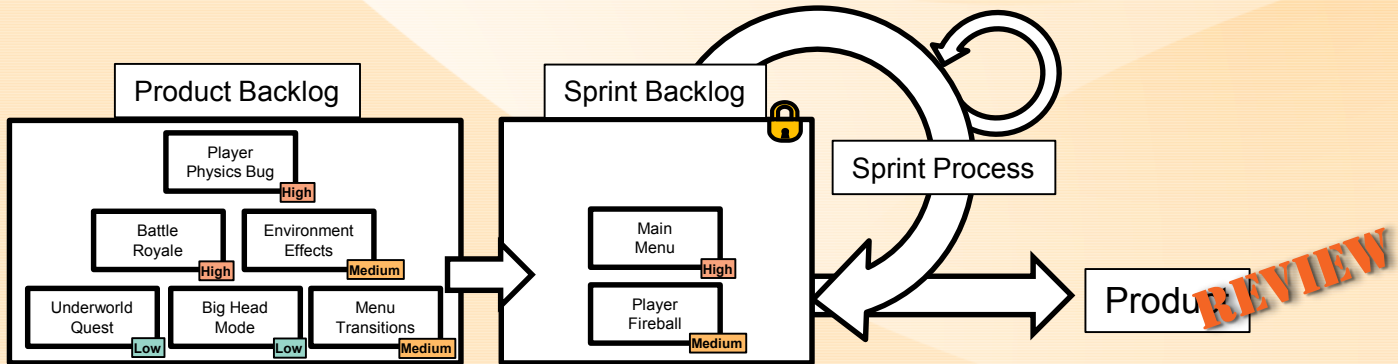 Product Backlog
Player
Physics Bug
High
Battle
Royale
High
Environment
Effects
Medium
Underworld
Quest
Low
Big Head
Mode
Low
Menu
Transitions
Medium
Sprint Backlog
Main
Menu
High
Player
Fireball
Medium
Sprint Process
Product
REVIEW